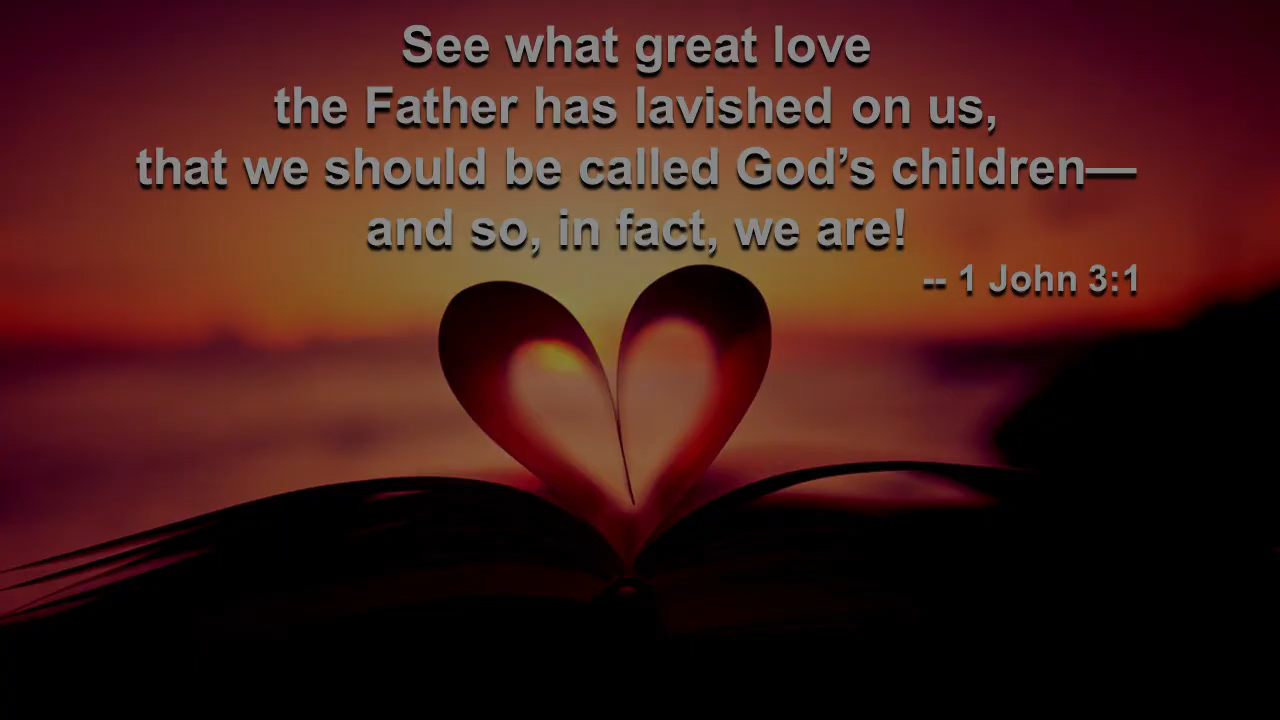 See what great love
the Father has lavished on us,
that we should be called God’s children—
and so, in fact, we are!
-- 1 John 3:1